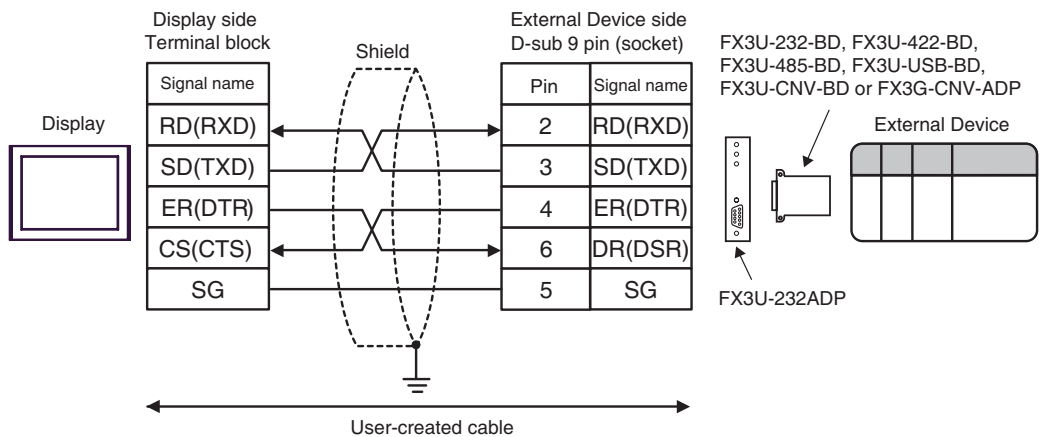 Display side
Terminal block
Shield
External Device side
D-sub 9 pin (socket)
FX3U-232-BD, FX3U-422-BD,
FX3U-485-BD, FX3U-USB-BD,
FX3U-CNV-BD or FX3G-CNV-ADP
Signal name
Pin
Signal name
Display
External Device
RD(RXD)
2
RD(RXD)
SD(TXD)
3
SD(TXD)
ER(DTR)
4
ER(DTR)
CS(CTS)
6
DR(DSR)
SG
5
SG
FX3U-232ADP
User-created cable